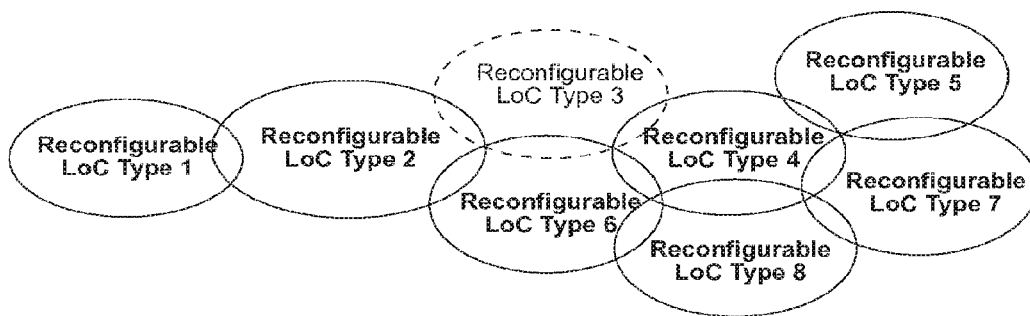 Reconfigurable
LoC Type 1
Reconfigurable
LoC Type 2
Reconfigurable
LoC Type 3
Reconfigurable
LoC Type 4
Reconfigurable
LoC Type 5
Reconfigurable
LoC Type 6
Reconfigurable
LoC Type 7
Reconfigurable
LoC Type 8